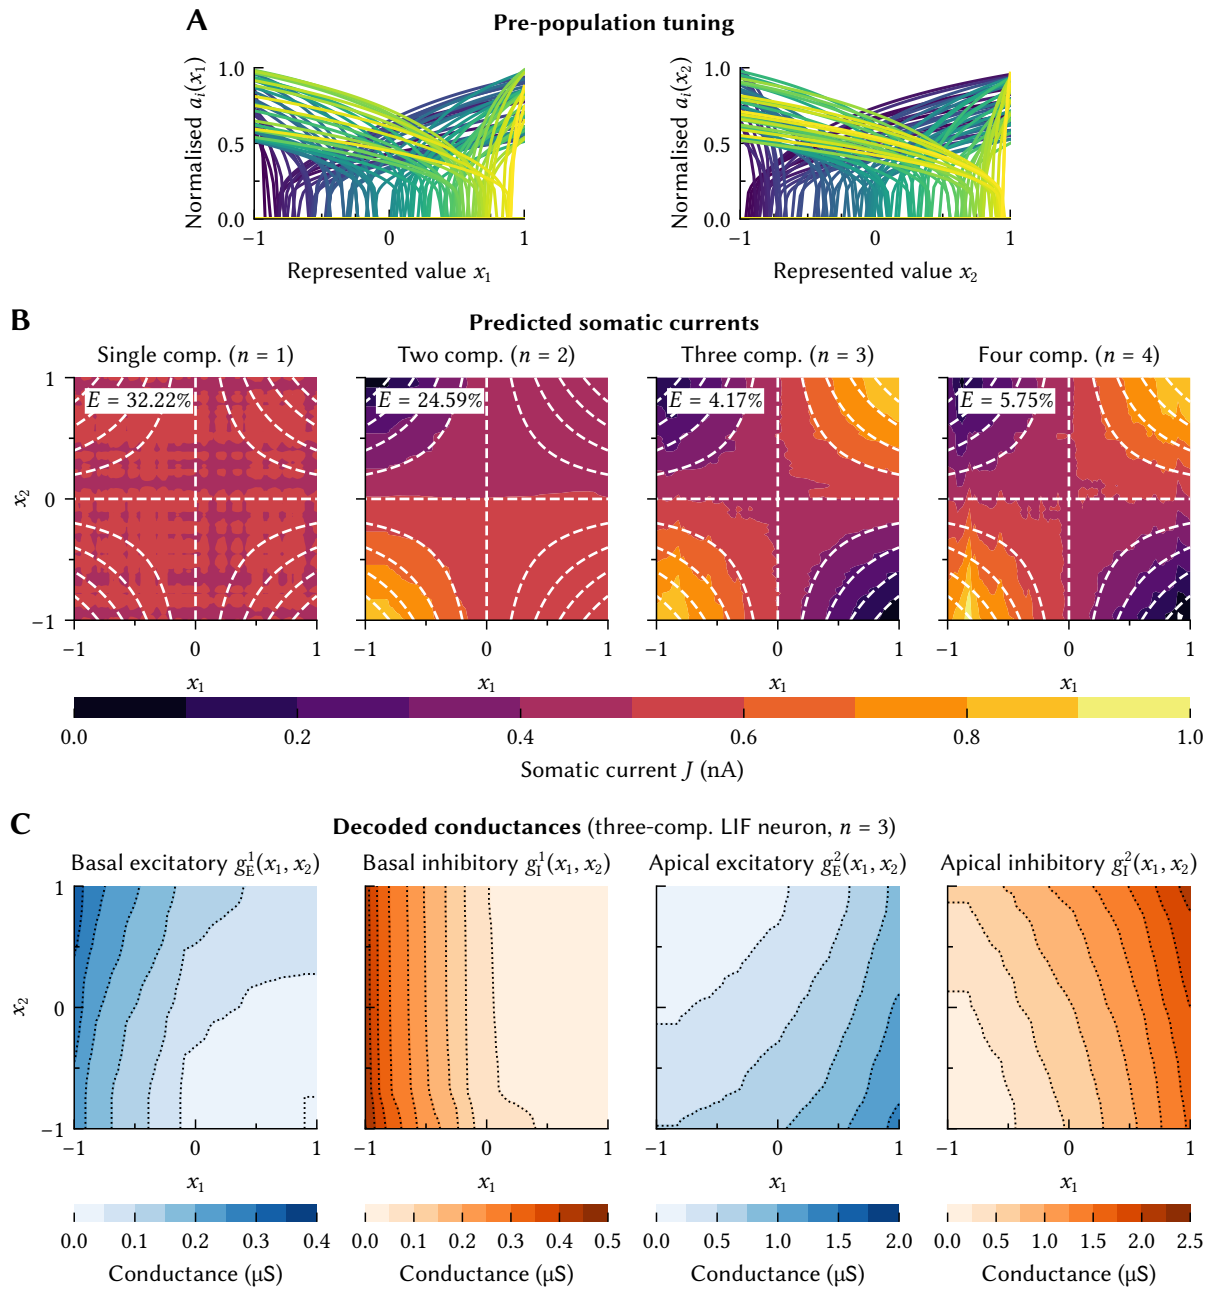 A Pre-population tuning
Normalised a_i(x_1)
1.0
0.5
0.0
−1 0 1
Represented value x_1
Normalised a_i(x_2)
1.0
0.5
0.0
−1 0 1
Represented value x_2
B Predicted somatic currents
Single comp. (n = 1) Two comp. (n = 2) Three comp. (n = 3) Four comp. (n = 4)
E = 32.22% E = 24.59% E = 4.17% E = 5.75%
x_2
1
0
−1
−1 0 1 −1 0 1 −1 0 1 −1 0 1
x_1 x_1 x_1 x_1
0.0 0.2 0.4 0.6 0.8 1.0
Somatic current J (nA)
C Decoded conductances (three-comp. LIF neuron, n = 3)
Basal excitatory g_E^1(x_1, x_2) Basal inhibitory g_I^1(x_1, x_2) Apical excitatory g_E^2(x_1, x_2) Apical inhibitory g_I^2(x_1, x_2)
x_2
1
0
−1
−1 0 1 −1 0 1 −1 0 1 −1 0 1
x_1 x_1 x_1 x_1
0.0 0.1 0.2 0.3 0.4 0.0 0.1 0.2 0.3 0.4 0.5 0.0 0.5 1.0 1.5 2.0 0.0 0.5 1.0 1.5 2.0 2.5
Conductance (μS) Conductance (μS) Conductance (μS) Conductance (μS)